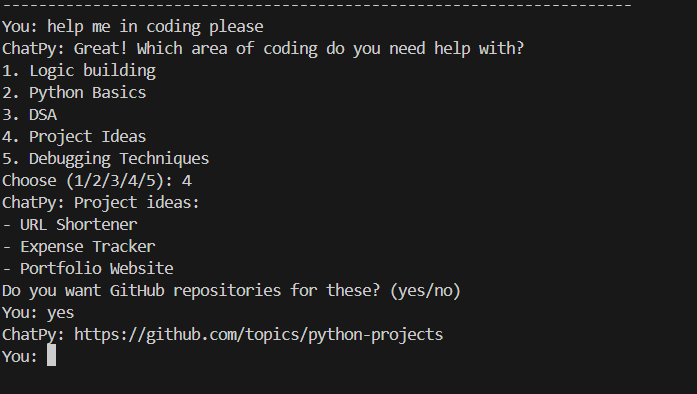 ----------------------------------------------------------------------
You: help me in coding please
ChatPy: Great! Which area of coding do you need help with?
1. Logic building
2. Python Basics
3. DSA
4. Project Ideas
5. Debugging Techniques
Choose (1/2/3/4/5): 4
ChatPy: Project ideas:
- URL Shortener
- Expense Tracker
- Portfolio Website
Do you want GitHub repositories for these? (yes/no)
You: yes
ChatPy: https://github.com/topics/python-projects
You: